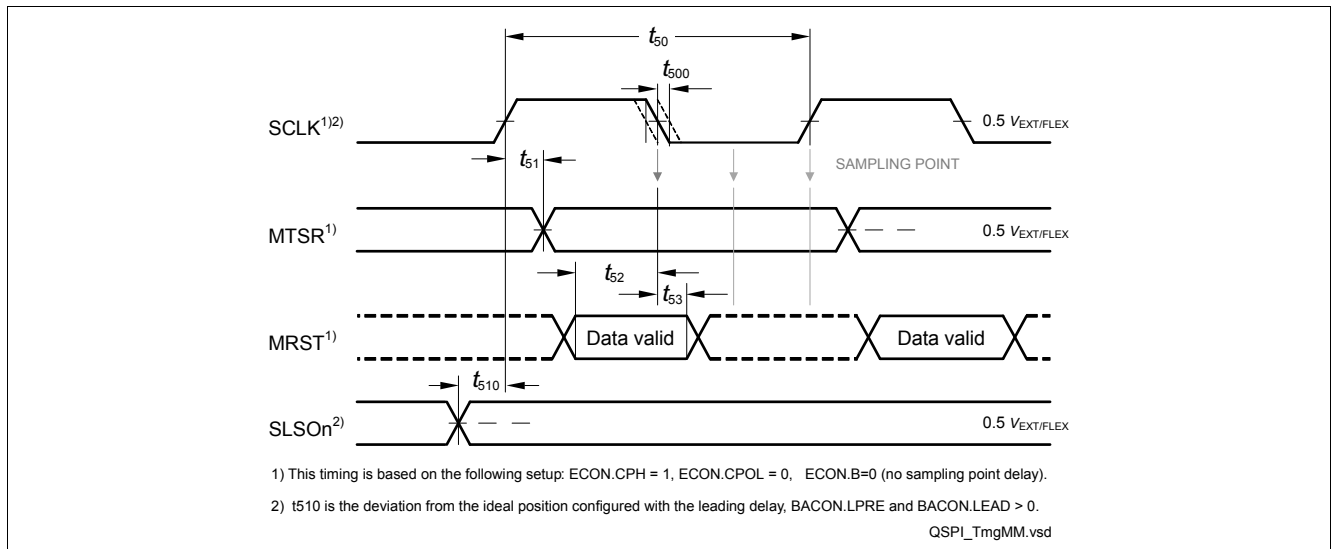 t50
t500
SCLK1)2)
0.5 VEXT/FLEX
t51
SAMPLING POINT
MTSR1)
0.5 VEXT/FLEX
t52
t53
MRST1)
Data valid
Data valid
t510
SLSOn2)
0.5 VEXT/FLEX
1) This timing is based on the following setup: ECON.CPH = 1, ECON.CPOL = 0, ECON.B=0 (no sampling point delay).
2) t510 is the deviation from the ideal position configured with the leading delay, BACON.LPRE and BACON.LEAD > 0.
QSPI_TmgMM.vsd